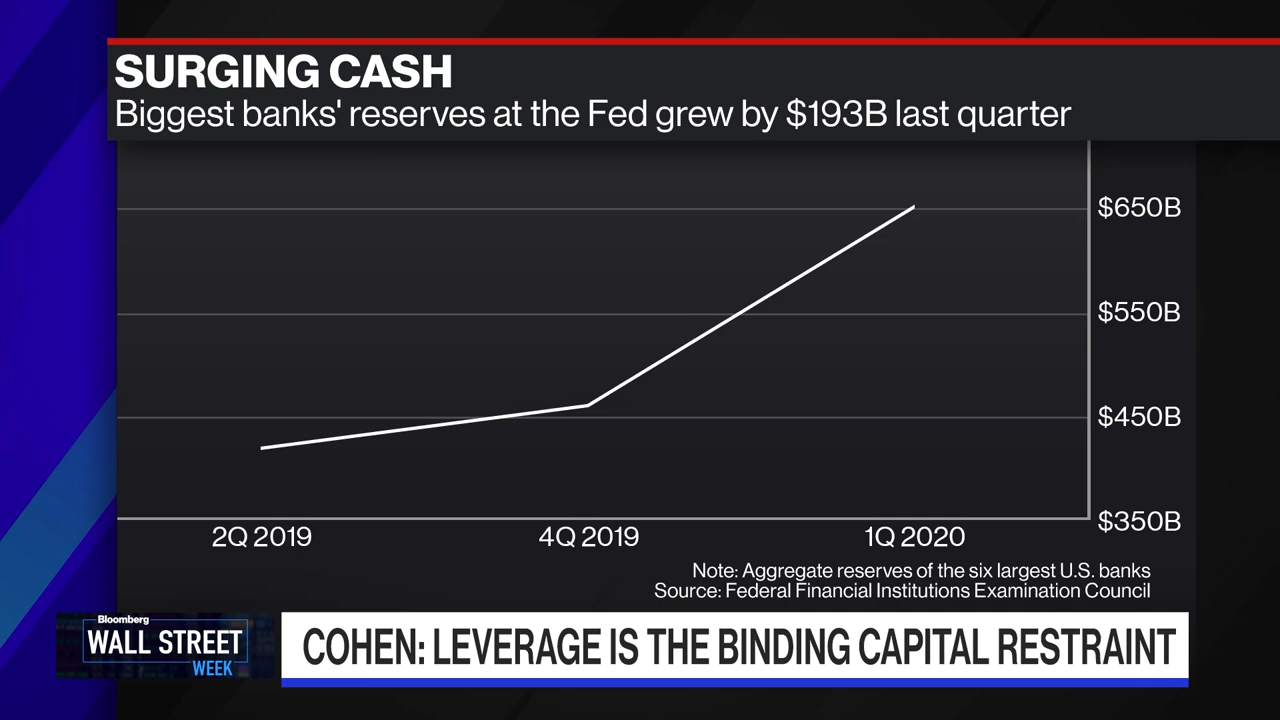 SURGING CASH
Biggest banks' reserves at the Fed grew by $193B last quarter
$650B
$550B
$450B
$350B
2Q 2019 4Q 2019 1Q 2020
Note: Aggregate reserves of the six largest U.S. banks
Source: Federal Financial Institutions Examination Council
Bloomberg
WALL STREET
WEEK
COHEN: LEVERAGE IS THE BINDING CAPITAL RESTRAINT